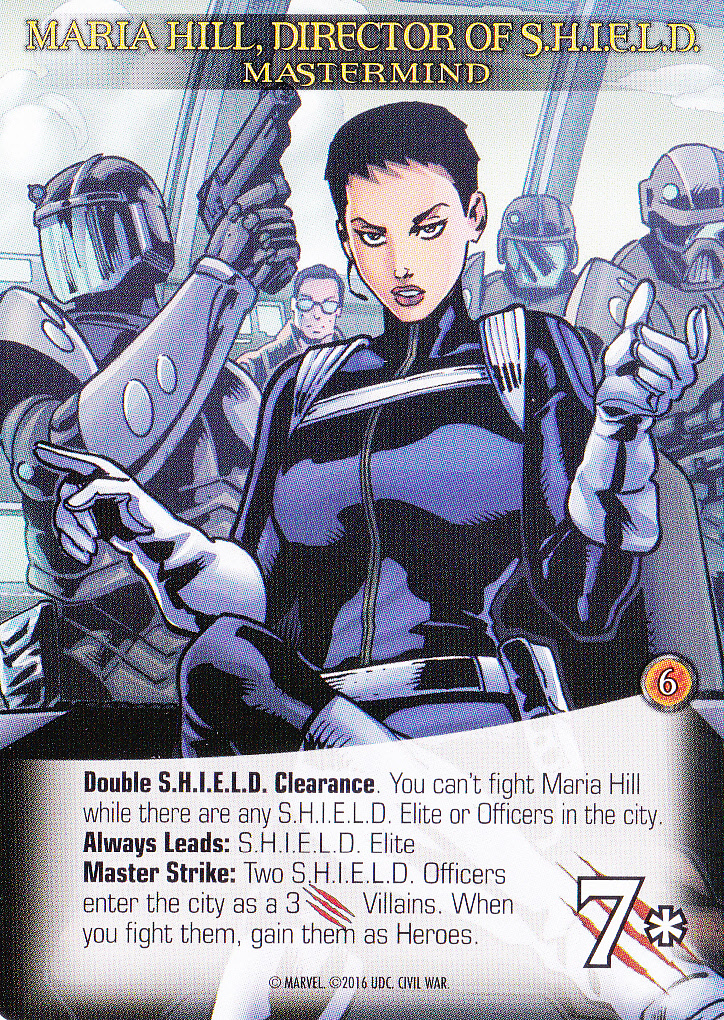 MARIA HILL, DIRECTOR OF S.H.I.E.L.D.
MASTERMIND
6
Double S.H.I.E.L.D. Clearance. You can't fight Maria Hill
while there are any S.H.I.E.L.D. Elite or Officers in the city.
Always Leads: S.H.I.E.L.D. Elite
Master Strike: Two S.H.I.E.L.D. Officers
enter the city as a 3 Villains. When
you fight them, gain them as Heroes.
7*
© MARVEL. ©2016 UDC. CIVIL WAR.